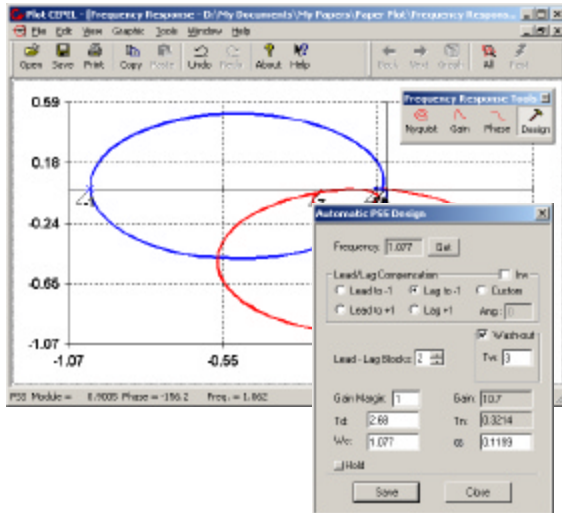 Plot CEPEL - [Frequency Response - D:\My Documents\My Papers\Paper Plot\Frequency Respons...
File Edit View Graphic Tools Window Help
Open Save Print Copy Paste Undo Redo About Help Back Next Graph All Rest
0.59
0.18
-0.24
-0.65
-1.07
-1.07 -0.55
Frequency Response Tools
Nyquist Gain Phase Design
PSS Module = 0.9005 Phase = -156.2 Freq. = 1.062
Automatic PSS Design
Frequency: 1.077 Get
Lead/Lag Compensation Inv
Lead to -1 Lag to -1 Custom
Lead to +1 Lag +1 Ang.: 0
Wash-out
Lead - Lag Blocks: 2 Tw: 3
Gain Margin: 1 Gain: 10.7
Td: 2.68 Tn: 0.3214
Wc: 1.077 α: 0.1199
Hold
Save Close